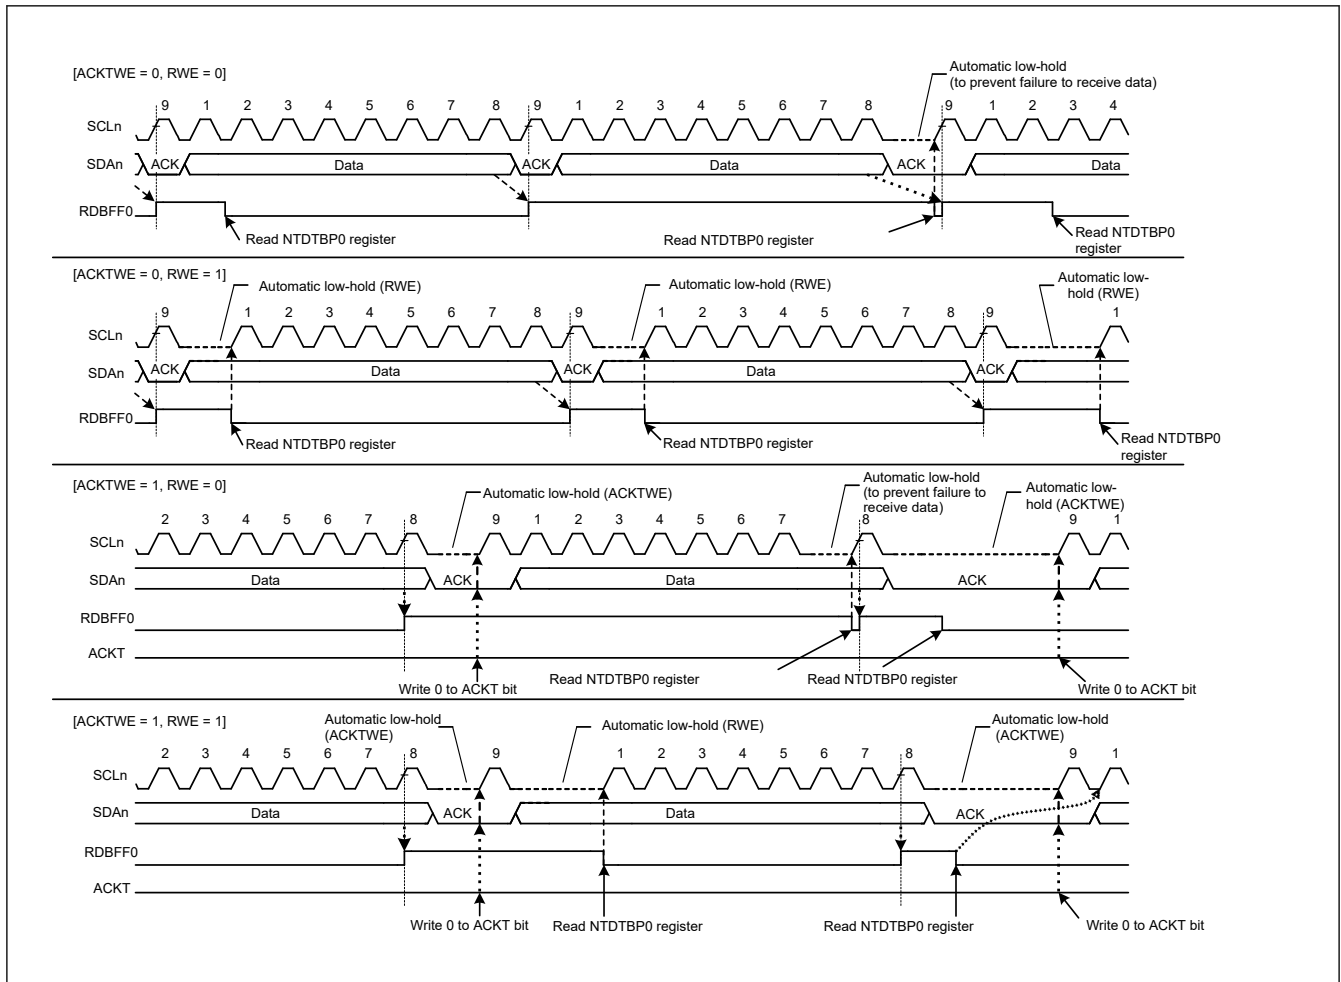 [ACKTWE = 0, RWE = 0]
Automatic low-hold
(to prevent failure to receive data)
9 1 2 3 4 5 6 7 8 9 1 2 3 4 5 6 7 8 9 1 2 3 4
SCLn
SDAn ACK Data ACK Data ACK Data
RDBFF0
Read NTDTBP0 register
Read NTDTBP0 register
Read NTDTBP0
register
[ACKTWE = 0, RWE = 1]
Automatic low-hold (RWE)
Automatic low-hold (RWE)
Automatic low-
hold (RWE)
9 1 2 3 4 5 6 7 8 9 1 2 3 4 5 6 7 8 9 1
SCLn
SDAn ACK Data ACK Data ACK
RDBFF0
Read NTDTBP0 register
Read NTDTBP0 register
Read NTDTBP0
register
[ACKTWE = 1, RWE = 0]
Automatic low-hold (ACKTWE)
Automatic low-hold
(to prevent failure to
receive data)
Automatic low-
hold (ACKTWE)
2 3 4 5 6 7 8 9 1 2 3 4 5 6 7 8 9 1
SCLn
SDAn Data ACK Data ACK
RDBFF0
ACKT
Write 0 to ACKT bit
Read NTDTBP0 register
Read NTDTBP0 register
Write 0 to ACKT bit
[ACKTWE = 1, RWE = 1]
Automatic low-hold
(ACKTWE)
Automatic low-hold (RWE)
Automatic low-hold
(ACKTWE)
2 3 4 5 6 7 8 9 1 2 3 4 5 6 7 8 9 1
SCLn
SDAn Data ACK Data ACK
RDBFF0
ACKT
Write 0 to ACKT bit
Read NTDTBP0 register
Read NTDTBP0 register
Write 0 to ACKT bit